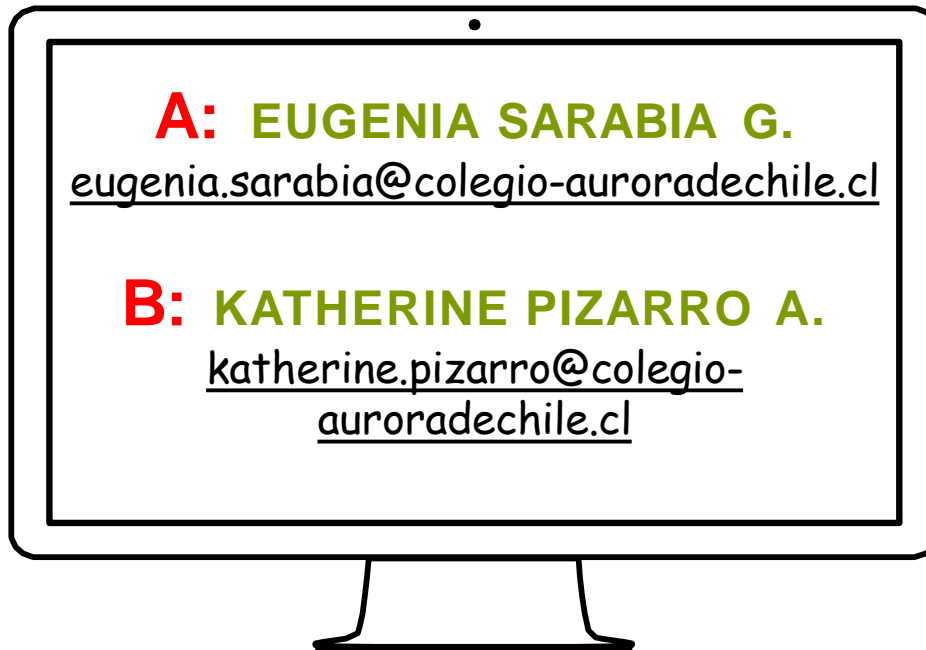 A: EUGENIA SARABIA G.
eugenia.sarabia@colegio-auroradechile.cl
B: KATHERINE PIZARRO A.
katherine.pizarro@colegio-
auroradechile.cl